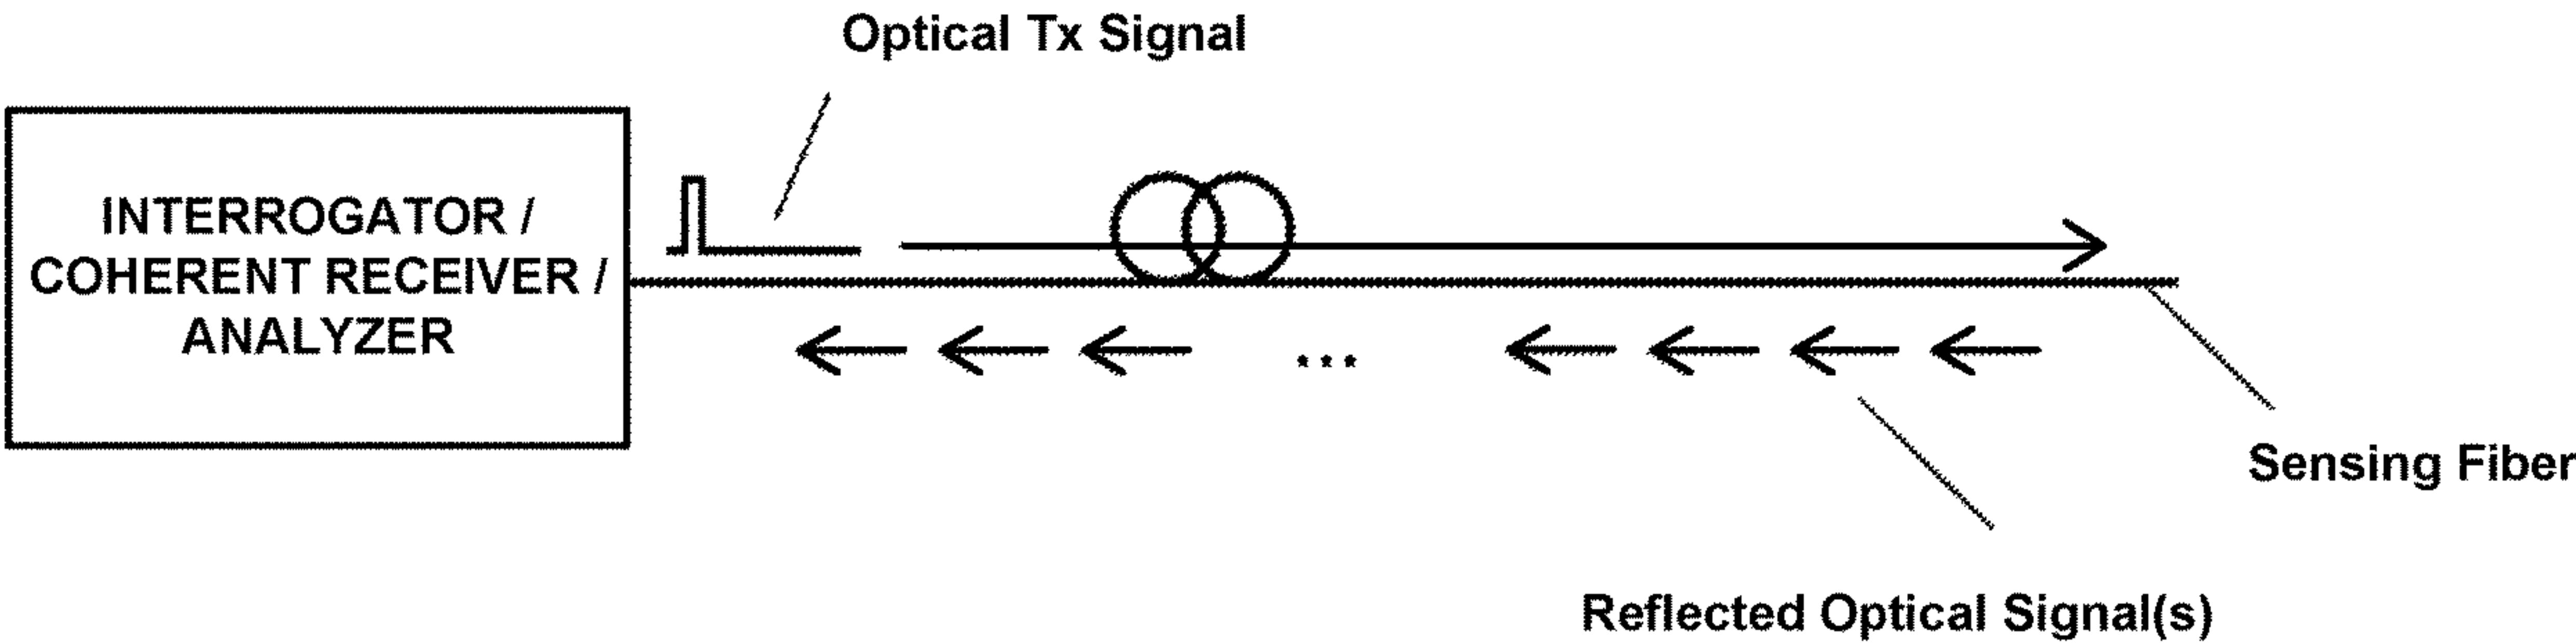 Optical Tx Signal
INTERROGATOR /
COHERENT RECEIVER /
ANALYZER
...
Sensing Fiber
Reflected Optical Signal(s)